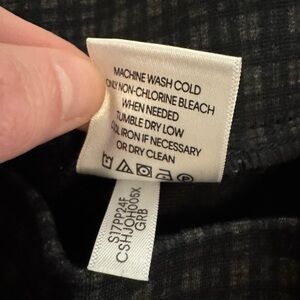 MACHINE WASH COLD
ONLY NON-CHLORINE BLEACH
WHEN NEEDED
TUMBLE DRY LOW
COOL IRON IF NECESSARY
OR DRY CLEAN
S17PP24F
CSHJOH005X
GRB